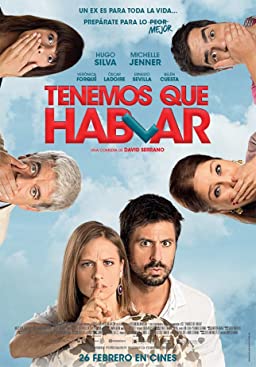 UN EX ES PARA TODA LA VIDA...
PREPÁRATE PARA LO PEOR MEJOR
HUGO SILVA
MICHELLE JENNER
VERÓNICA FORQUÉ
ÓSCAR LADOIRE
ERNESTO SEVILLA
BELÉN CUESTA
TENEMOS QUE
HABLAR
UNA COMEDIA DE DAVID SERRANO
26 FEBRERO EN CINES